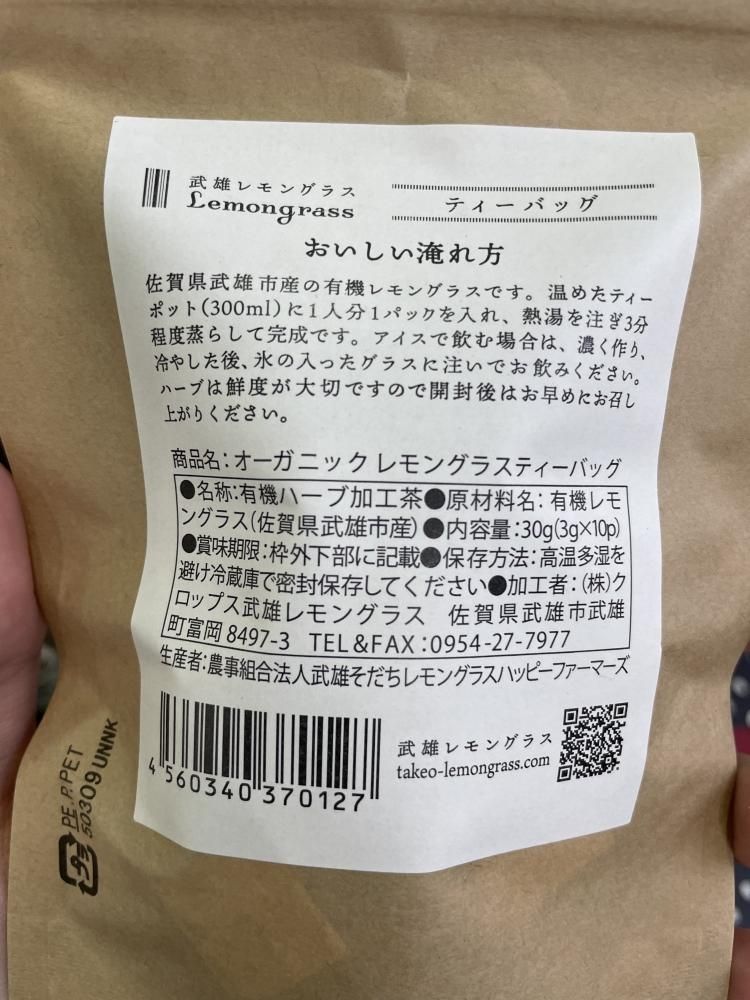 武雄レモングラス
Lemongrass
ティーバッグ
おいしい淹れ方
佐賀県武雄市産の有機レモングラスです。温めたティー
ポット(300ml)に1人分1パックを入れ、熱湯を注ぎ3分
程度蒸らして完成です。アイスで飲む場合は、濃く作り、
冷やした後、氷の入ったグラスに注いでお飲みください。
ハーブは鮮度が大切ですので開封後はお早めにお召し
上がりください。
商品名:オーガニック レモングラスティーバッグ
●名称:有機ハーブ加工茶●原材料名:有機レモ
ングラス(佐賀県武雄市産)●内容量:30g(3g×10p)
●賞味期限:枠外下部に記載●保存方法:高温多湿を
避け冷蔵庫で密封保存してください●加工者:(株)ク
ロップス武雄レモングラス 佐賀県武雄市武雄
町富岡 8497-3 TEL&FAX:0954-27-7977
生産者:農事組合法人武雄そだちレモングラスハッピーファーマーズ
4 560340 370127
武雄レモングラス
takeo-lemongrass.com
プラ
PE,P,PET
50309 UNNK